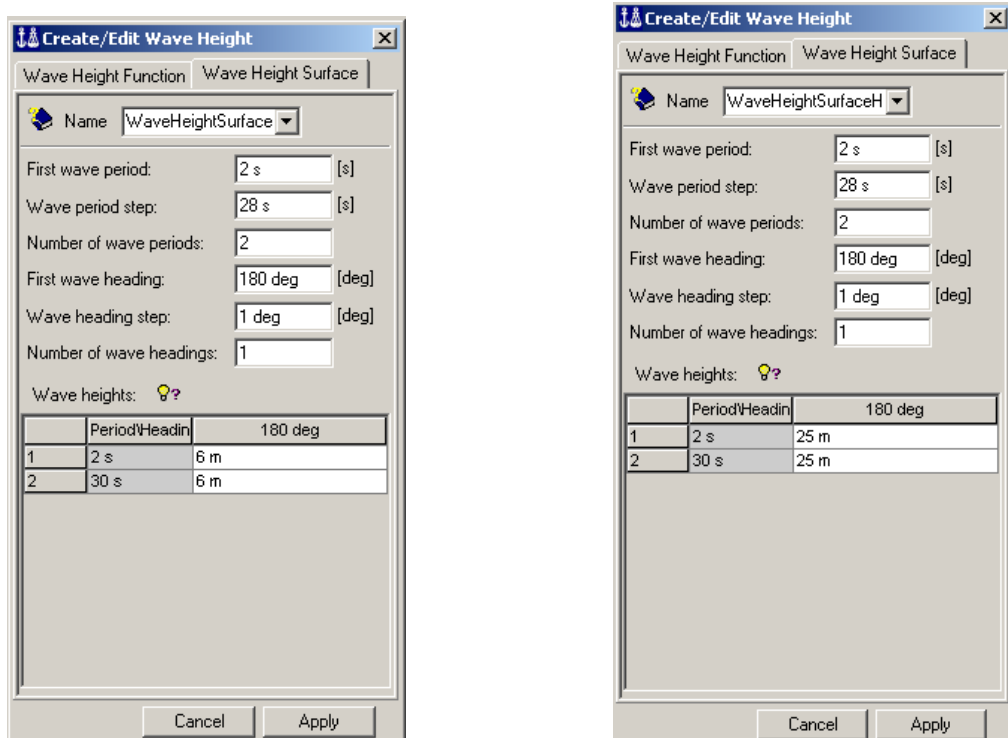 Create/Edit Wave Height
Wave Height Function Wave Height Surface
Name WaveHeightSurface
First wave period: 2 s [s]
Wave period step: 28 s [s]
Number of wave periods: 2
First wave heading: 180 deg [deg]
Wave heading step: 1 deg [deg]
Number of wave headings: 1
Wave heights: ?
Period\Headin 180 deg
1 2 s 6 m
2 30 s 6 m
Cancel Apply
Create/Edit Wave Height
Wave Height Function Wave Height Surface
Name WaveHeightSurfaceH
First wave period: 2 s [s]
Wave period step: 28 s [s]
Number of wave periods: 2
First wave heading: 180 deg [deg]
Wave heading step: 1 deg [deg]
Number of wave headings: 1
Wave heights: ?
Period\Headin 180 deg
1 2 s 25 m
2 30 s 25 m
Cancel Apply